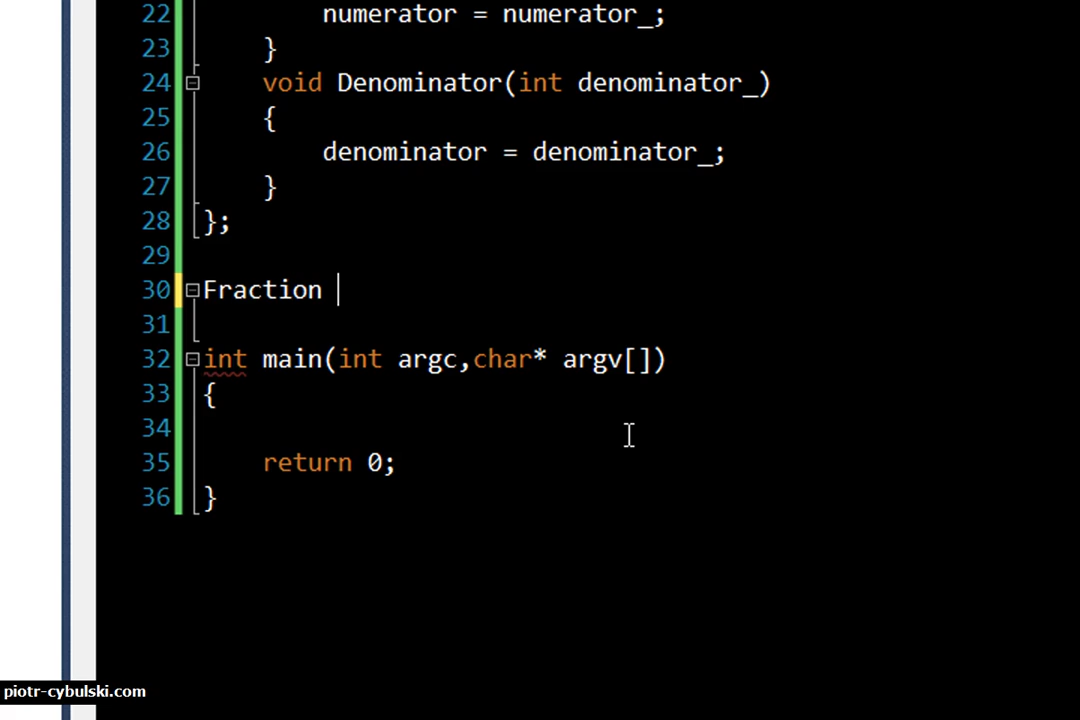 22 numerator = numerator_;
23 }
24 void Denominator(int denominator_)
25 {
26 denominator = denominator_;
27 }
28 };
29
30 Fraction
31
32 int main(int argc,char* argv[])
33 {
34
35 return 0;
36 }
piotr-cybulski.com